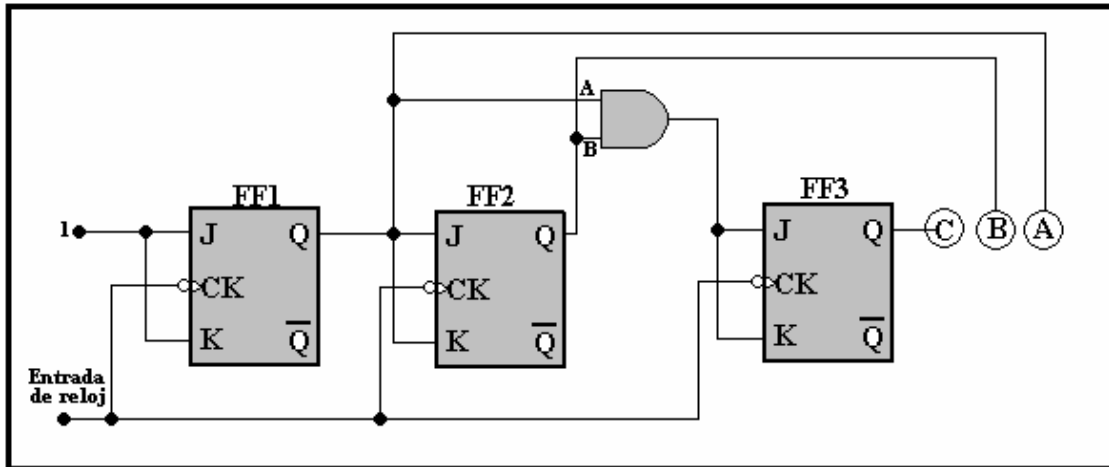 A
B
FF1
FF2
FF3
1
J Q
CK
K Q̅
J Q
CK
K Q̅
J Q
CK
K Q̅
C B A
Entrada
de reloj